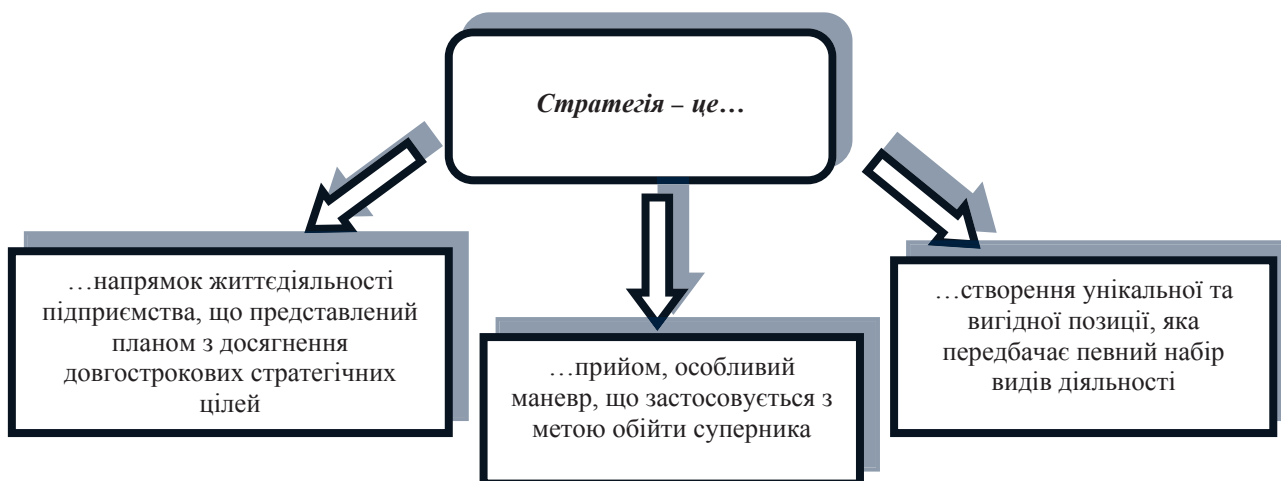 Стратегія – це…
…напрямок життєдіяльності
підприємства, що представлений
планом з досягнення
довгострокових стратегічних
цілей
…прийом, особливий
маневр, що застосовується з
метою обійти суперника
…створення унікальної та
вигідної позиції, яка
передбачає певний набір
видів діяльності